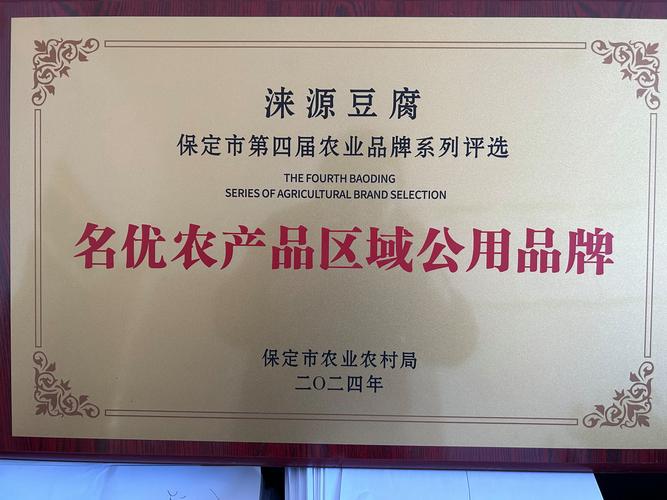 涞源豆腐
保定市第四届农业品牌系列评选
THE FOURTH BAODING
SERIES OF AGRICULTURAL BRAND SELECTION
名优农产品区域公用品牌
保定市农业农村局
二〇二四年